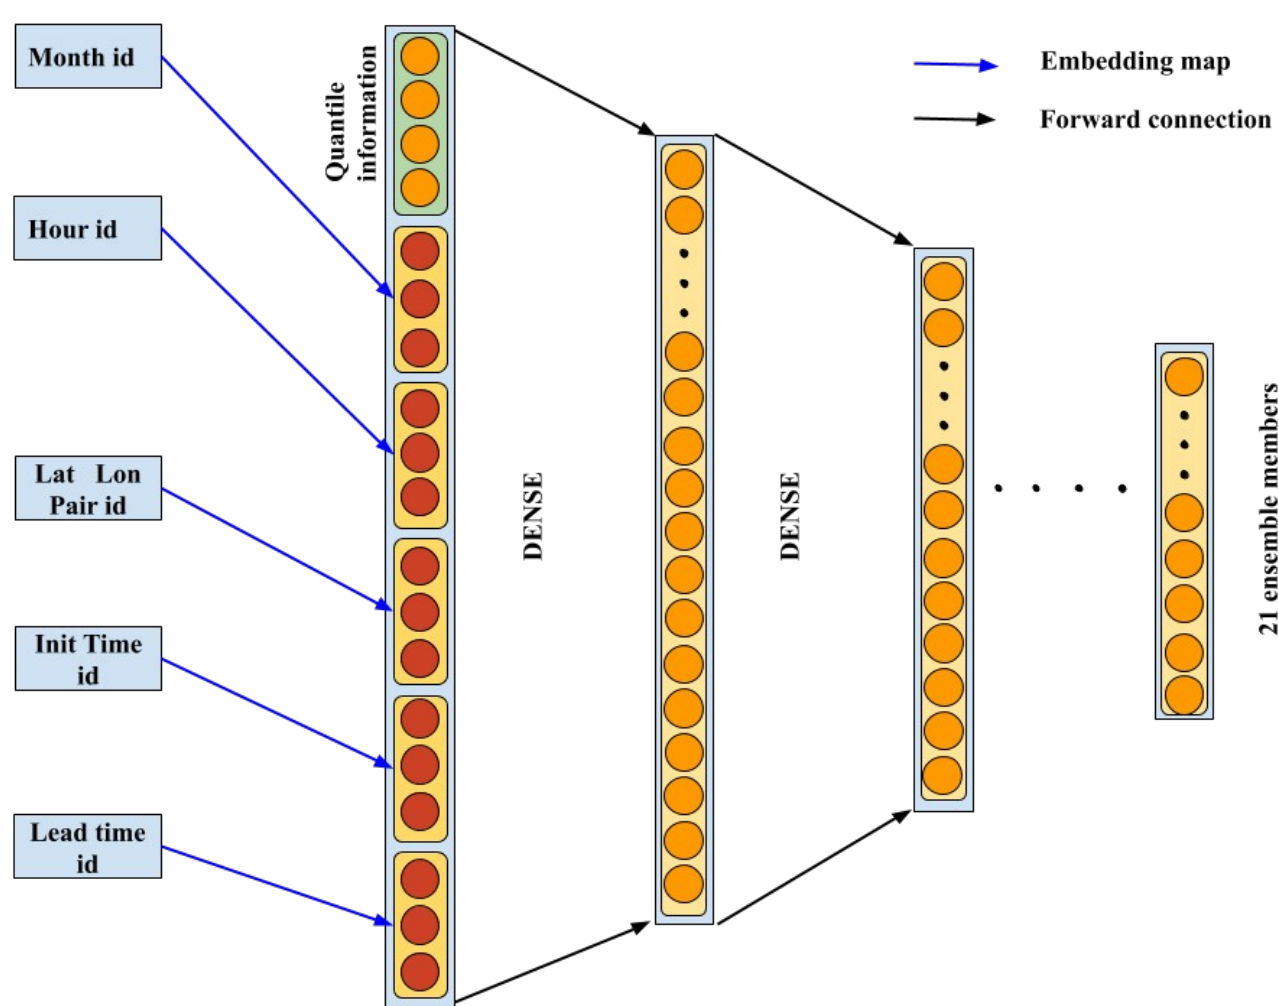 Month id
Hour id
Lat Lon
Pair id
Init Time
id
Lead time
id
Quantile
information
DENSE
DENSE
Embedding map
Forward connection
21 ensemble members